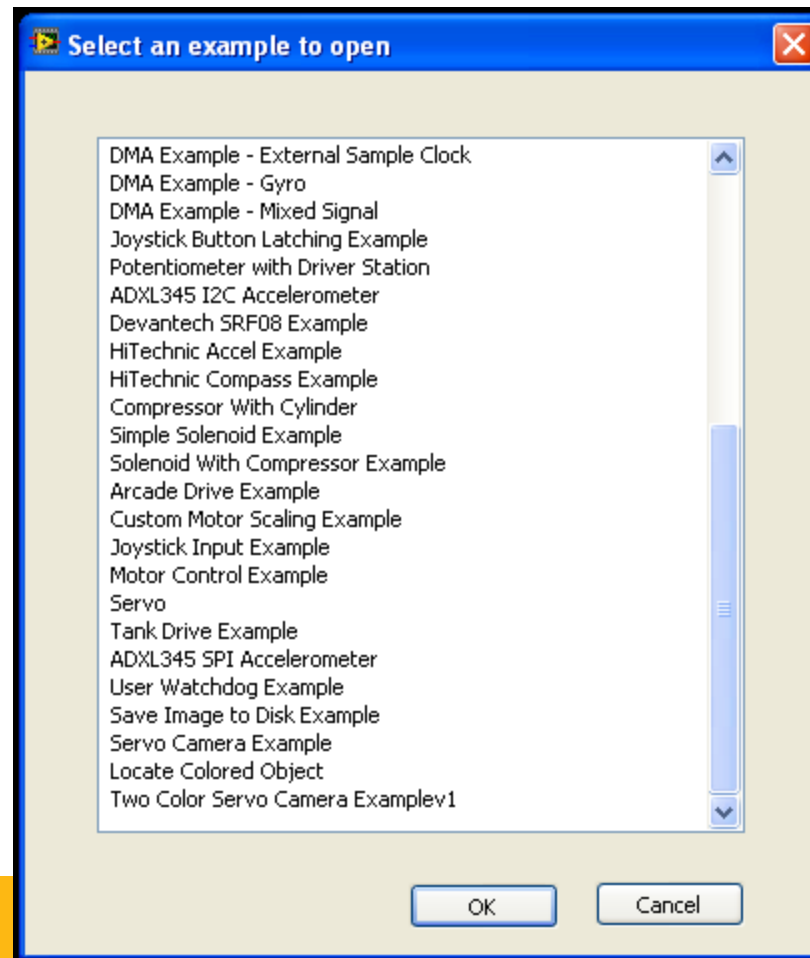 Select an example to open
DMA Example - External Sample Clock
DMA Example - Gyro
DMA Example - Mixed Signal
Joystick Button Latching Example
Potentiometer with Driver Station
ADXL345 I2C Accelerometer
Devantech SRF08 Example
HiTechnic Accel Example
HiTechnic Compass Example
Compressor With Cylinder
Simple Solenoid Example
Solenoid With Compressor Example
Arcade Drive Example
Custom Motor Scaling Example
Joystick Input Example
Motor Control Example
Servo
Tank Drive Example
ADXL345 SPI Accelerometer
User Watchdog Example
Save Image to Disk Example
Servo Camera Example
Locate Colored Object
Two Color Servo Camera Examplev1
OK Cancel